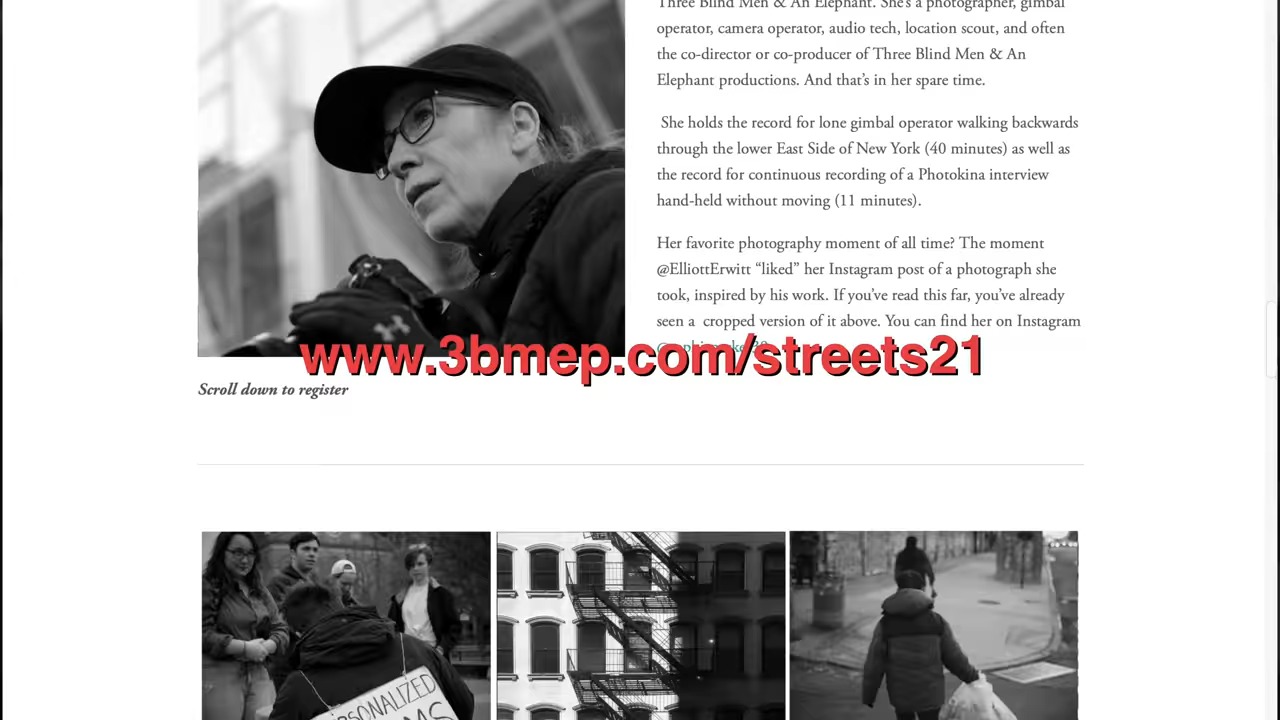 Three Blind Men & An Elephant. She's a photographer, gimbal
operator, camera operator, audio tech, location scout, and often
the co-director or co-producer of Three Blind Men & An
Elephant productions. And that's in her spare time.
She holds the record for lone gimbal operator walking backwards
through the lower East Side of New York (40 minutes) as well as
the record for continuous recording of a Photokina interview
hand-held without moving (11 minutes).
Her favorite photography moment of all time? The moment
@ElliottErwitt “liked” her Instagram post of a photograph she
took, inspired by his work. If you've read this far, you've already
seen a cropped version of it above. You can find her on Instagram
www.3bmep.com/streets21
Scroll down to register
PERSONALIZED